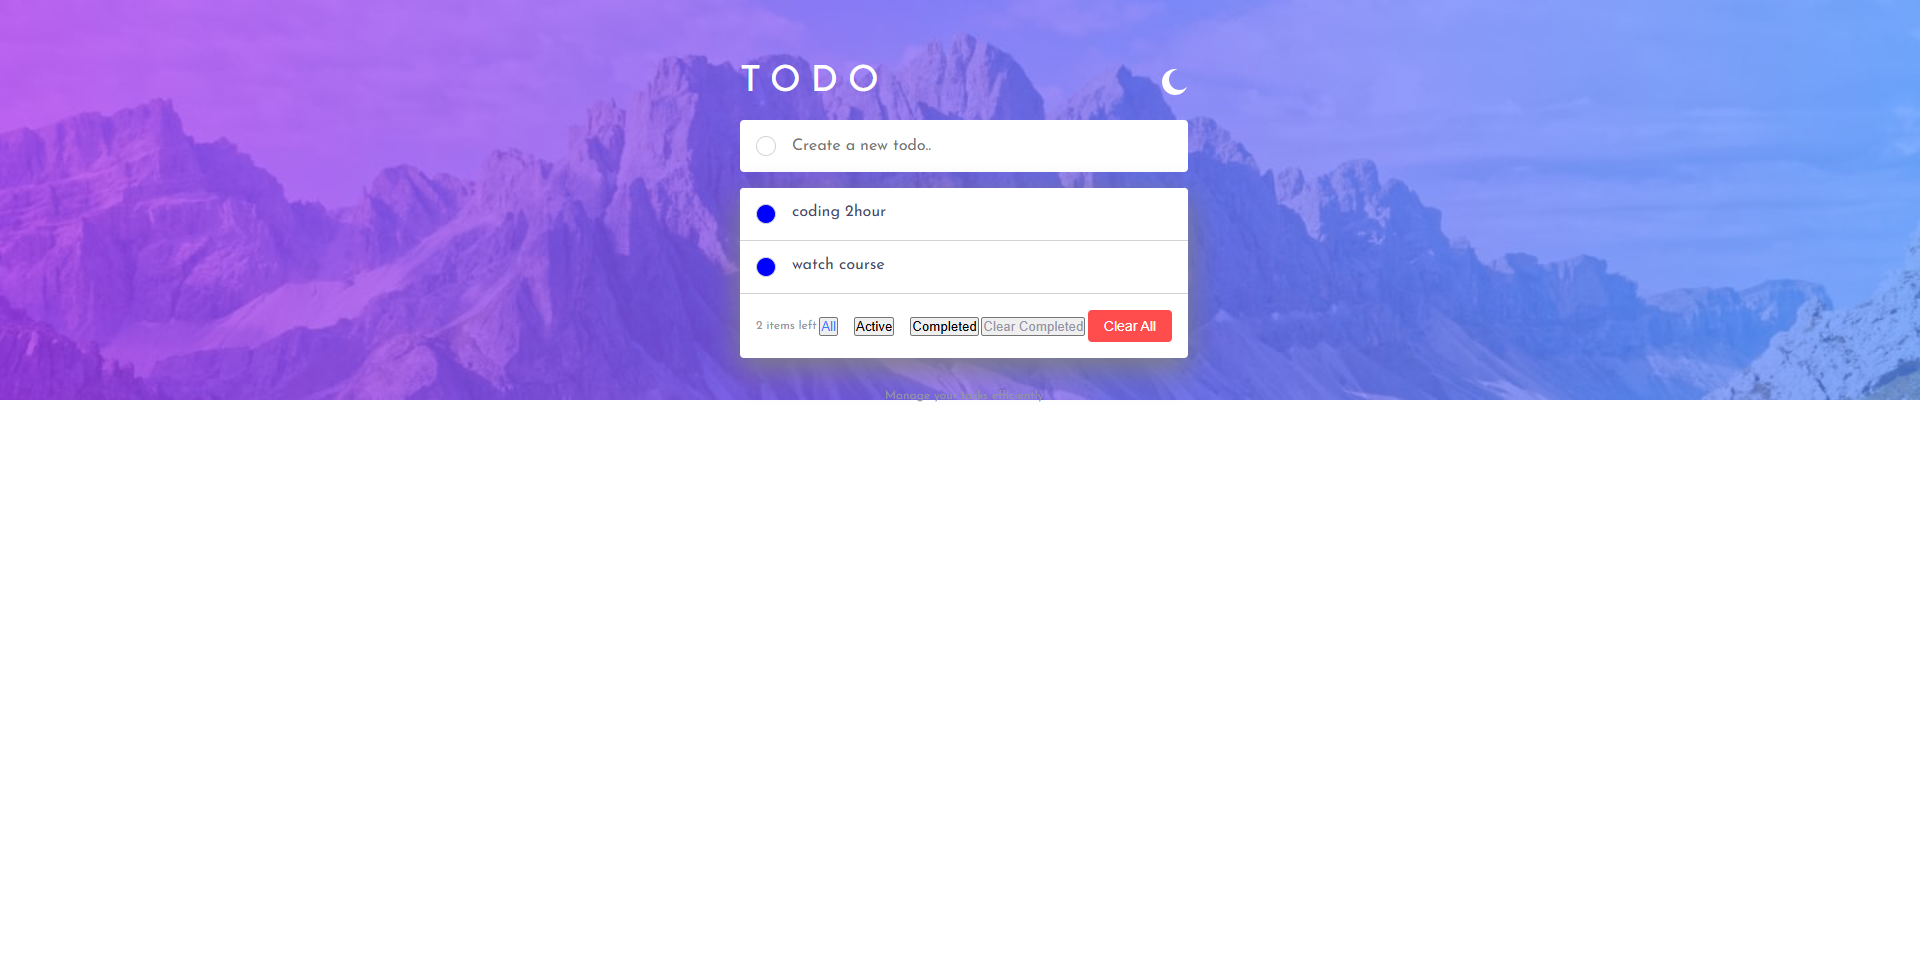 TODO
Create a new todo..
coding 2hour
watch course
2 items left All Active Completed Clear Completed Clear All
Manage your tasks efficiently